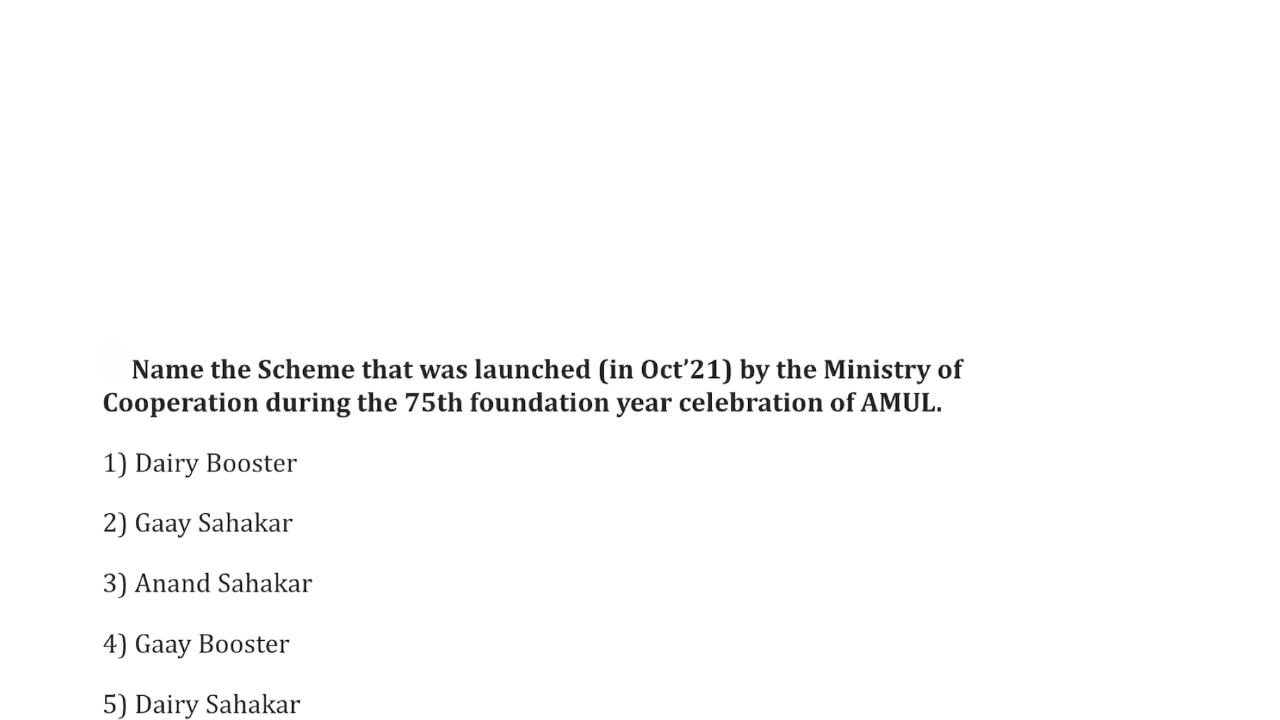 Name the Scheme that was launched (in Oct’21) by the Ministry of
Cooperation during the 75th foundation year celebration of AMUL.
1) Dairy Booster
2) Gaay Sahakar
3) Anand Sahakar
4) Gaay Booster
5) Dairy Sahakar